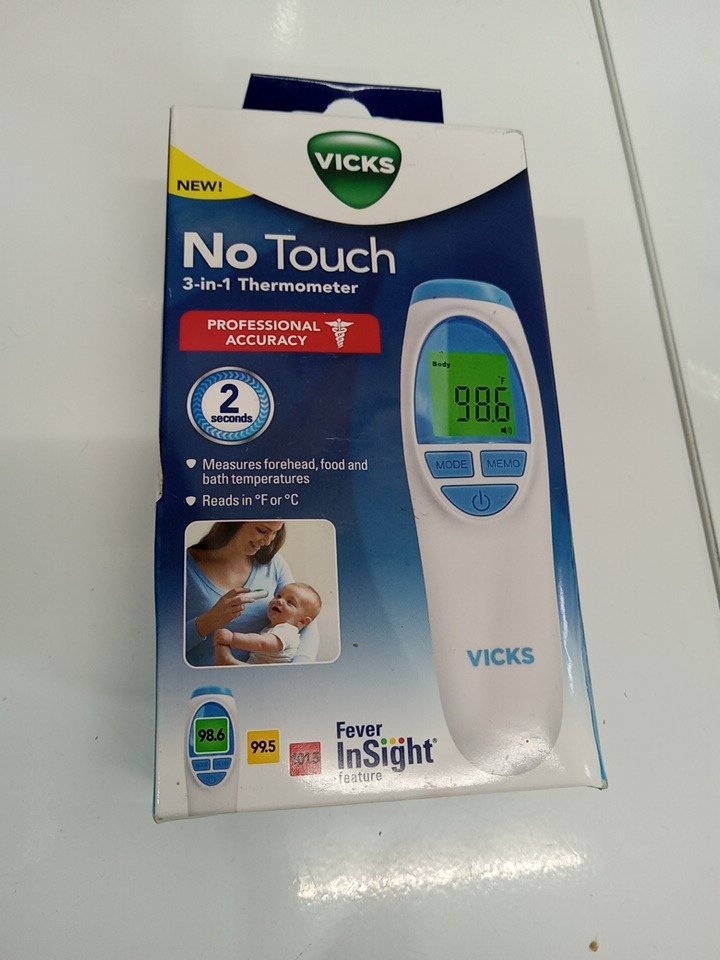 VICKS
NEW!
No Touch
3-in-1 Thermometer
PROFESSIONAL
ACCURACY
2
seconds
Measures forehead, food and
bath temperatures
Reads in °F or °C
Body
°F
98.6
MODE
MEMO
VICKS
98.6
99.5
101.5
Fever
InSight®
feature